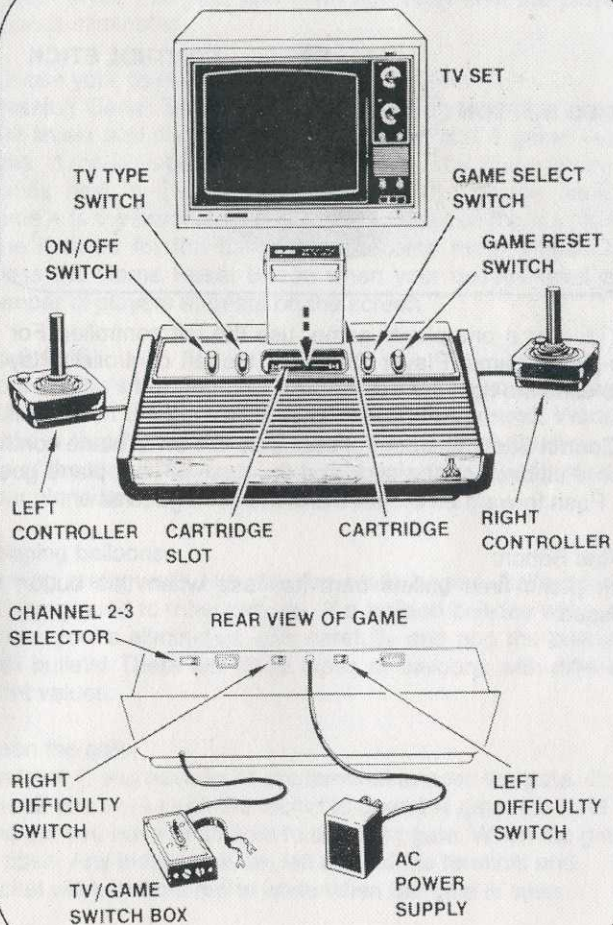 TV SET
TV TYPE
SWITCH
GAME SELECT
SWITCH
ON/OFF
SWITCH
GAME RESET
SWITCH
LEFT
CONTROLLER
CARTRIDGE
SLOT
CARTRIDGE
RIGHT
CONTROLLER
CHANNEL 2-3
SELECTOR
REAR VIEW OF GAME
RIGHT
DIFFICULTY
SWITCH
LEFT
DIFFICULTY
SWITCH
TV/GAME
SWITCH BOX
AC
POWER
SUPPLY